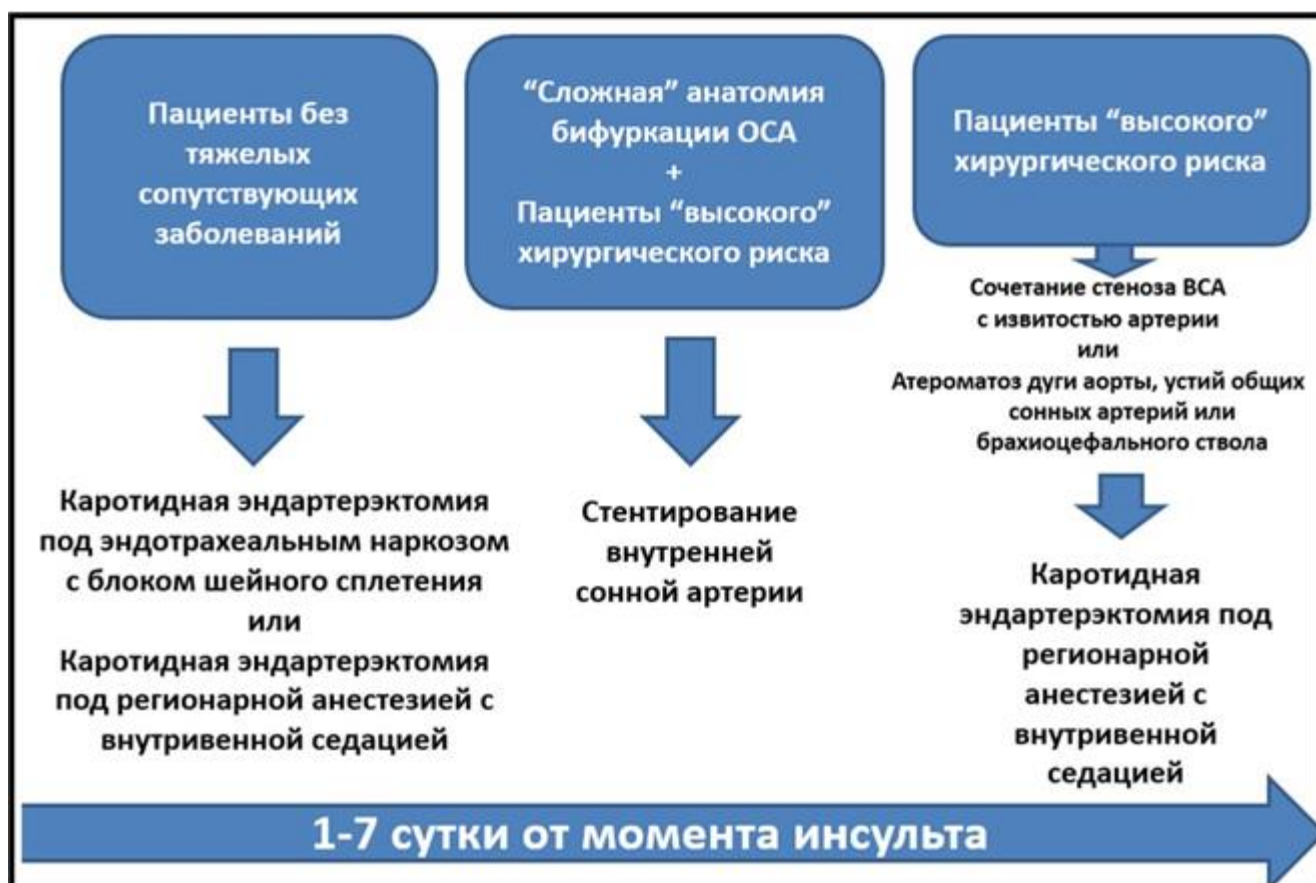 Пациенты без
тяжелых
сопутствующих
заболеваний
“Сложная” анатомия
бифуркации ОСА
+
Пациенты “высокого”
хирургического риска
Пациенты “высокого”
хирургического риска
Сочетание стеноза ВСА
с извитостью артерии
или
Атероматоз дуги аорты, устий общих
сонных артерий или
брахиоцефального ствола
Каротидная эндартерэктомия
под эндотрахеальным наркозом
с блоком шейного сплетения
или
Каротидная эндартерэктомия
под регионарной анестезией с
внутривенной седацией
Стентирование
внутренней
сонной артерии
Каротидная
эндартерэктомия под
регионарной
анестезией с
внутривенной
седацией
1-7 сутки от момента инсульта